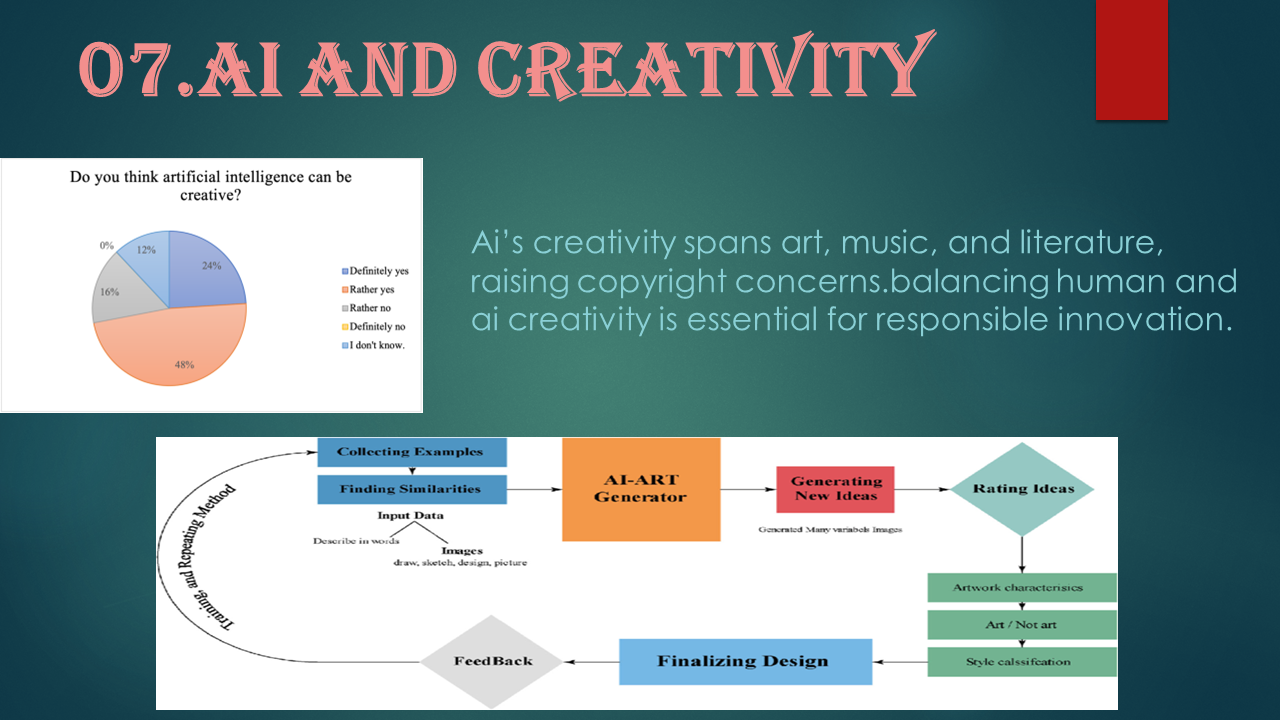 07.AI AND CREATIVITY
Do you think artificial intelligence can be
creative?
0%
12%
24%
16%
48%
Definitely yes
Rather yes
Rather no
Definitely no
I don't know.
Ai's creativity spans art, music, and literature,
raising copyright concerns.balancing human and
ai creativity is essential for responsible innovation.
Collecting Examples
Finding Similarities
Input Data
Describe in words
Images
draw, sketch, design, picture
AI-ART
Generator
Generating
New Ideas
Generated Many variabels Images
Rating Ideas
Artwork characterisics
Art / Not art
Style calssifcation
Finalizing Design
FeedBack
Training, and Repeating Method